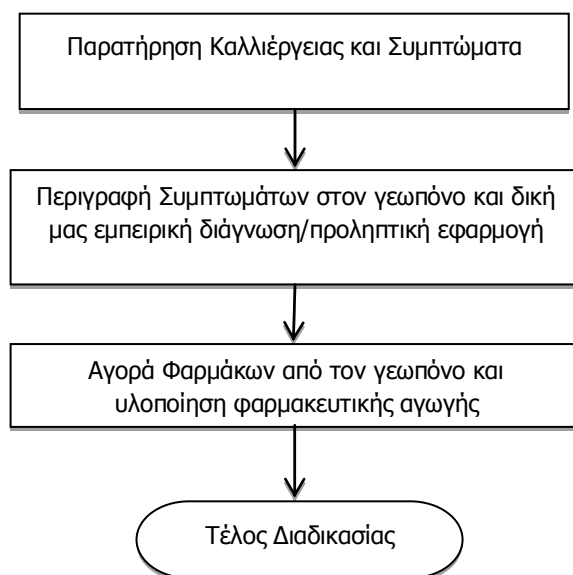 Παρατήρηση Καλλιέργειας και Συμπτώματα
Περιγραφή Συμπτωμάτων στον γεωπόνο και δική
μας εμπειρική διάγνωση/προληπτική εφαρμογή
Αγορά Φαρμάκων από τον γεωπόνο και
υλοποίηση φαρμακευτικής αγωγής
Τέλος Διαδικασίας